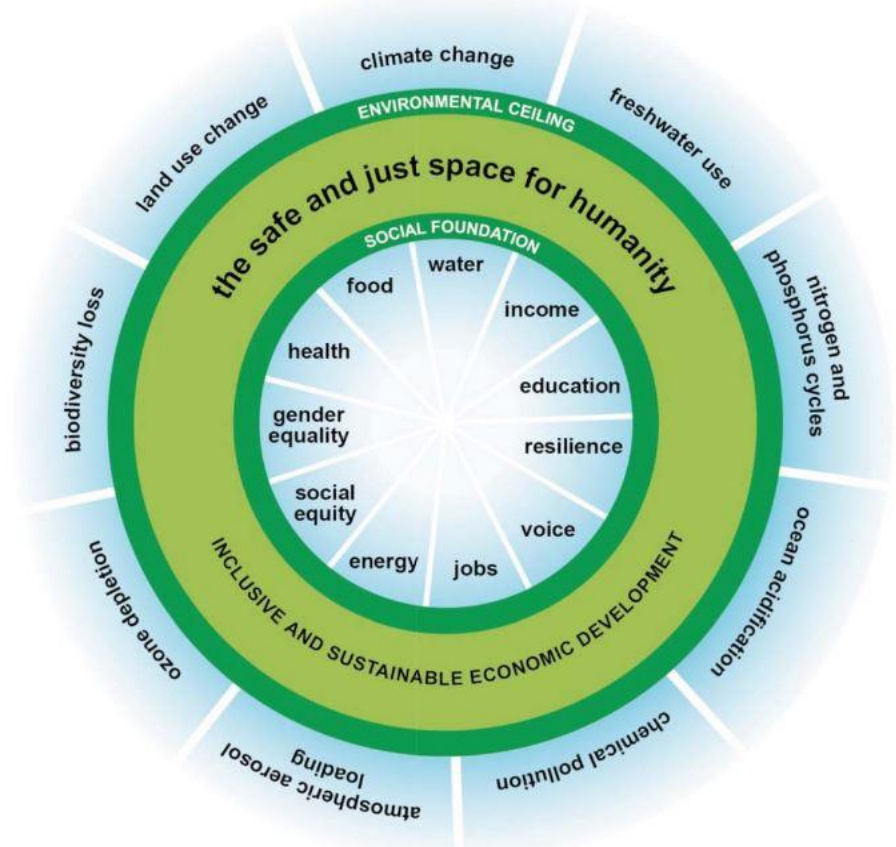 climate change
freshwater use
nitrogen and
phosphorus cycles
ocean acidification
chemical pollution
atmospheric aerosol
loading
ozone depletion
biodiversity loss
land use change
ENVIRONMENTAL CEILING
the safe and just space for humanity
SOCIAL FOUNDATION
water
income
education
resilience
voice
jobs
energy
social
equity
gender
equality
health
food
INCLUSIVE AND SUSTAINABLE ECONOMIC DEVELOPMENT